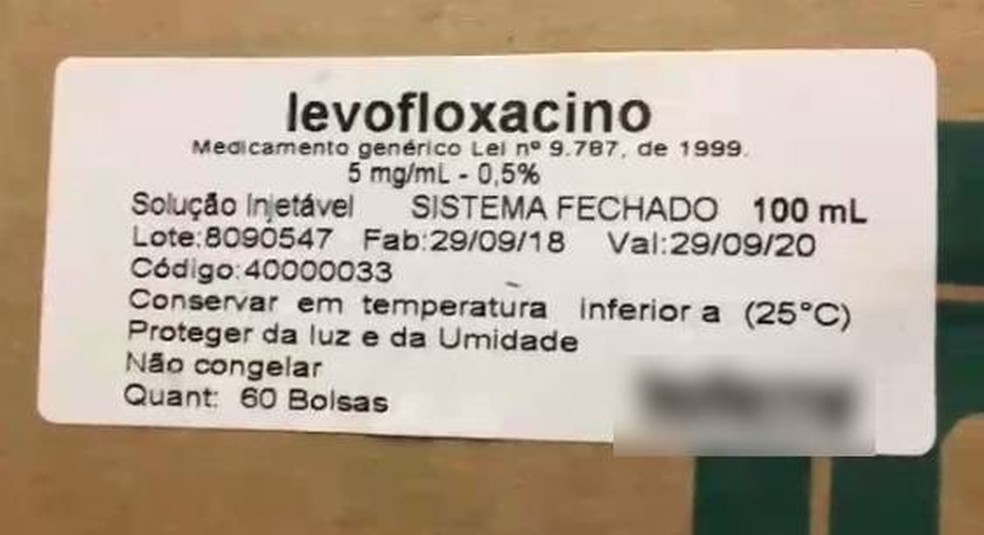 levofloxacino
Medicamento genérico Lei nº 9.787, de 1999.
5 mg/mL - 0,5%
Solução Injetável SISTEMA FECHADO 100 mL
Lote:8090547 Fab:29/09/18 Val:29/09/20
Código:40000033
Conservar em temperatura inferior a (25°C)
Proteger da luz e da Umidade
Não congelar
Quant: 60 Bolsas